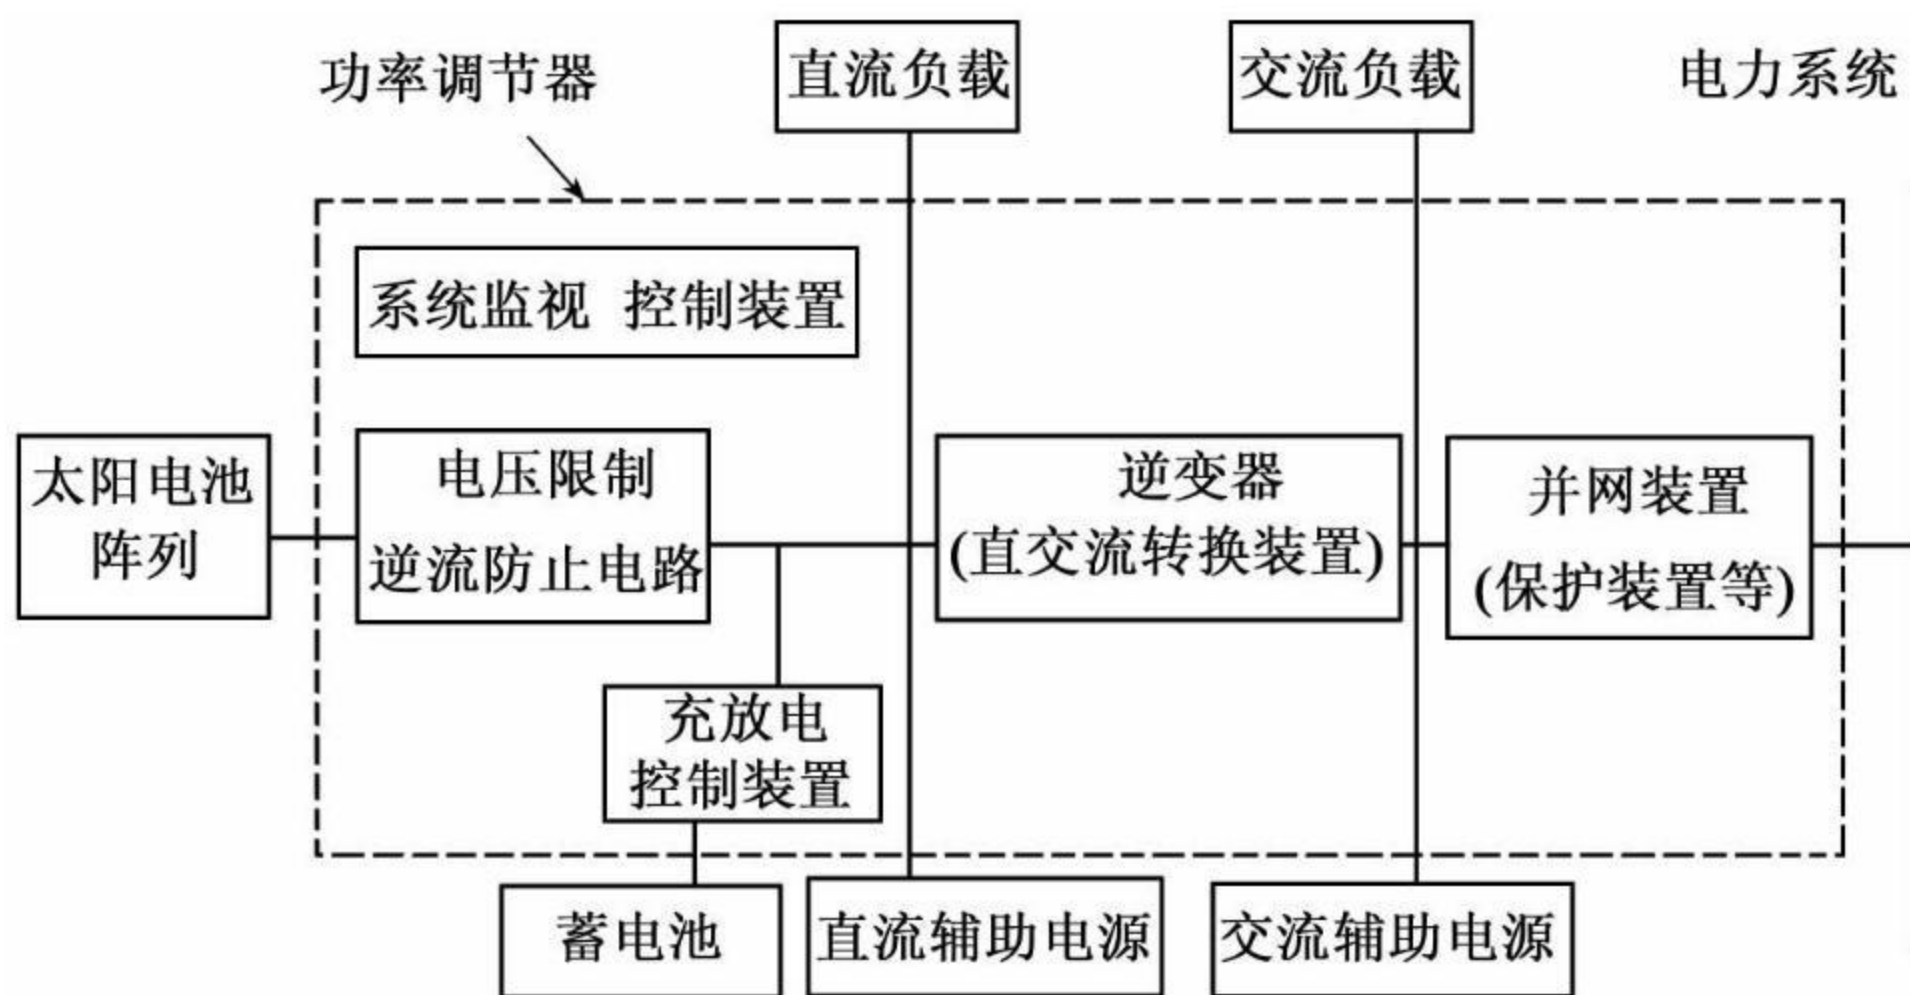 功率调节器
直流负载
交流负载
电力系统
系统监视 控制装置
太阳电池
阵列
电压限制
逆流防止电路
逆变器
(直交流转换装置)
并网装置
(保护装置等)
充放电
控制装置
蓄电池
直流辅助电源
交流辅助电源